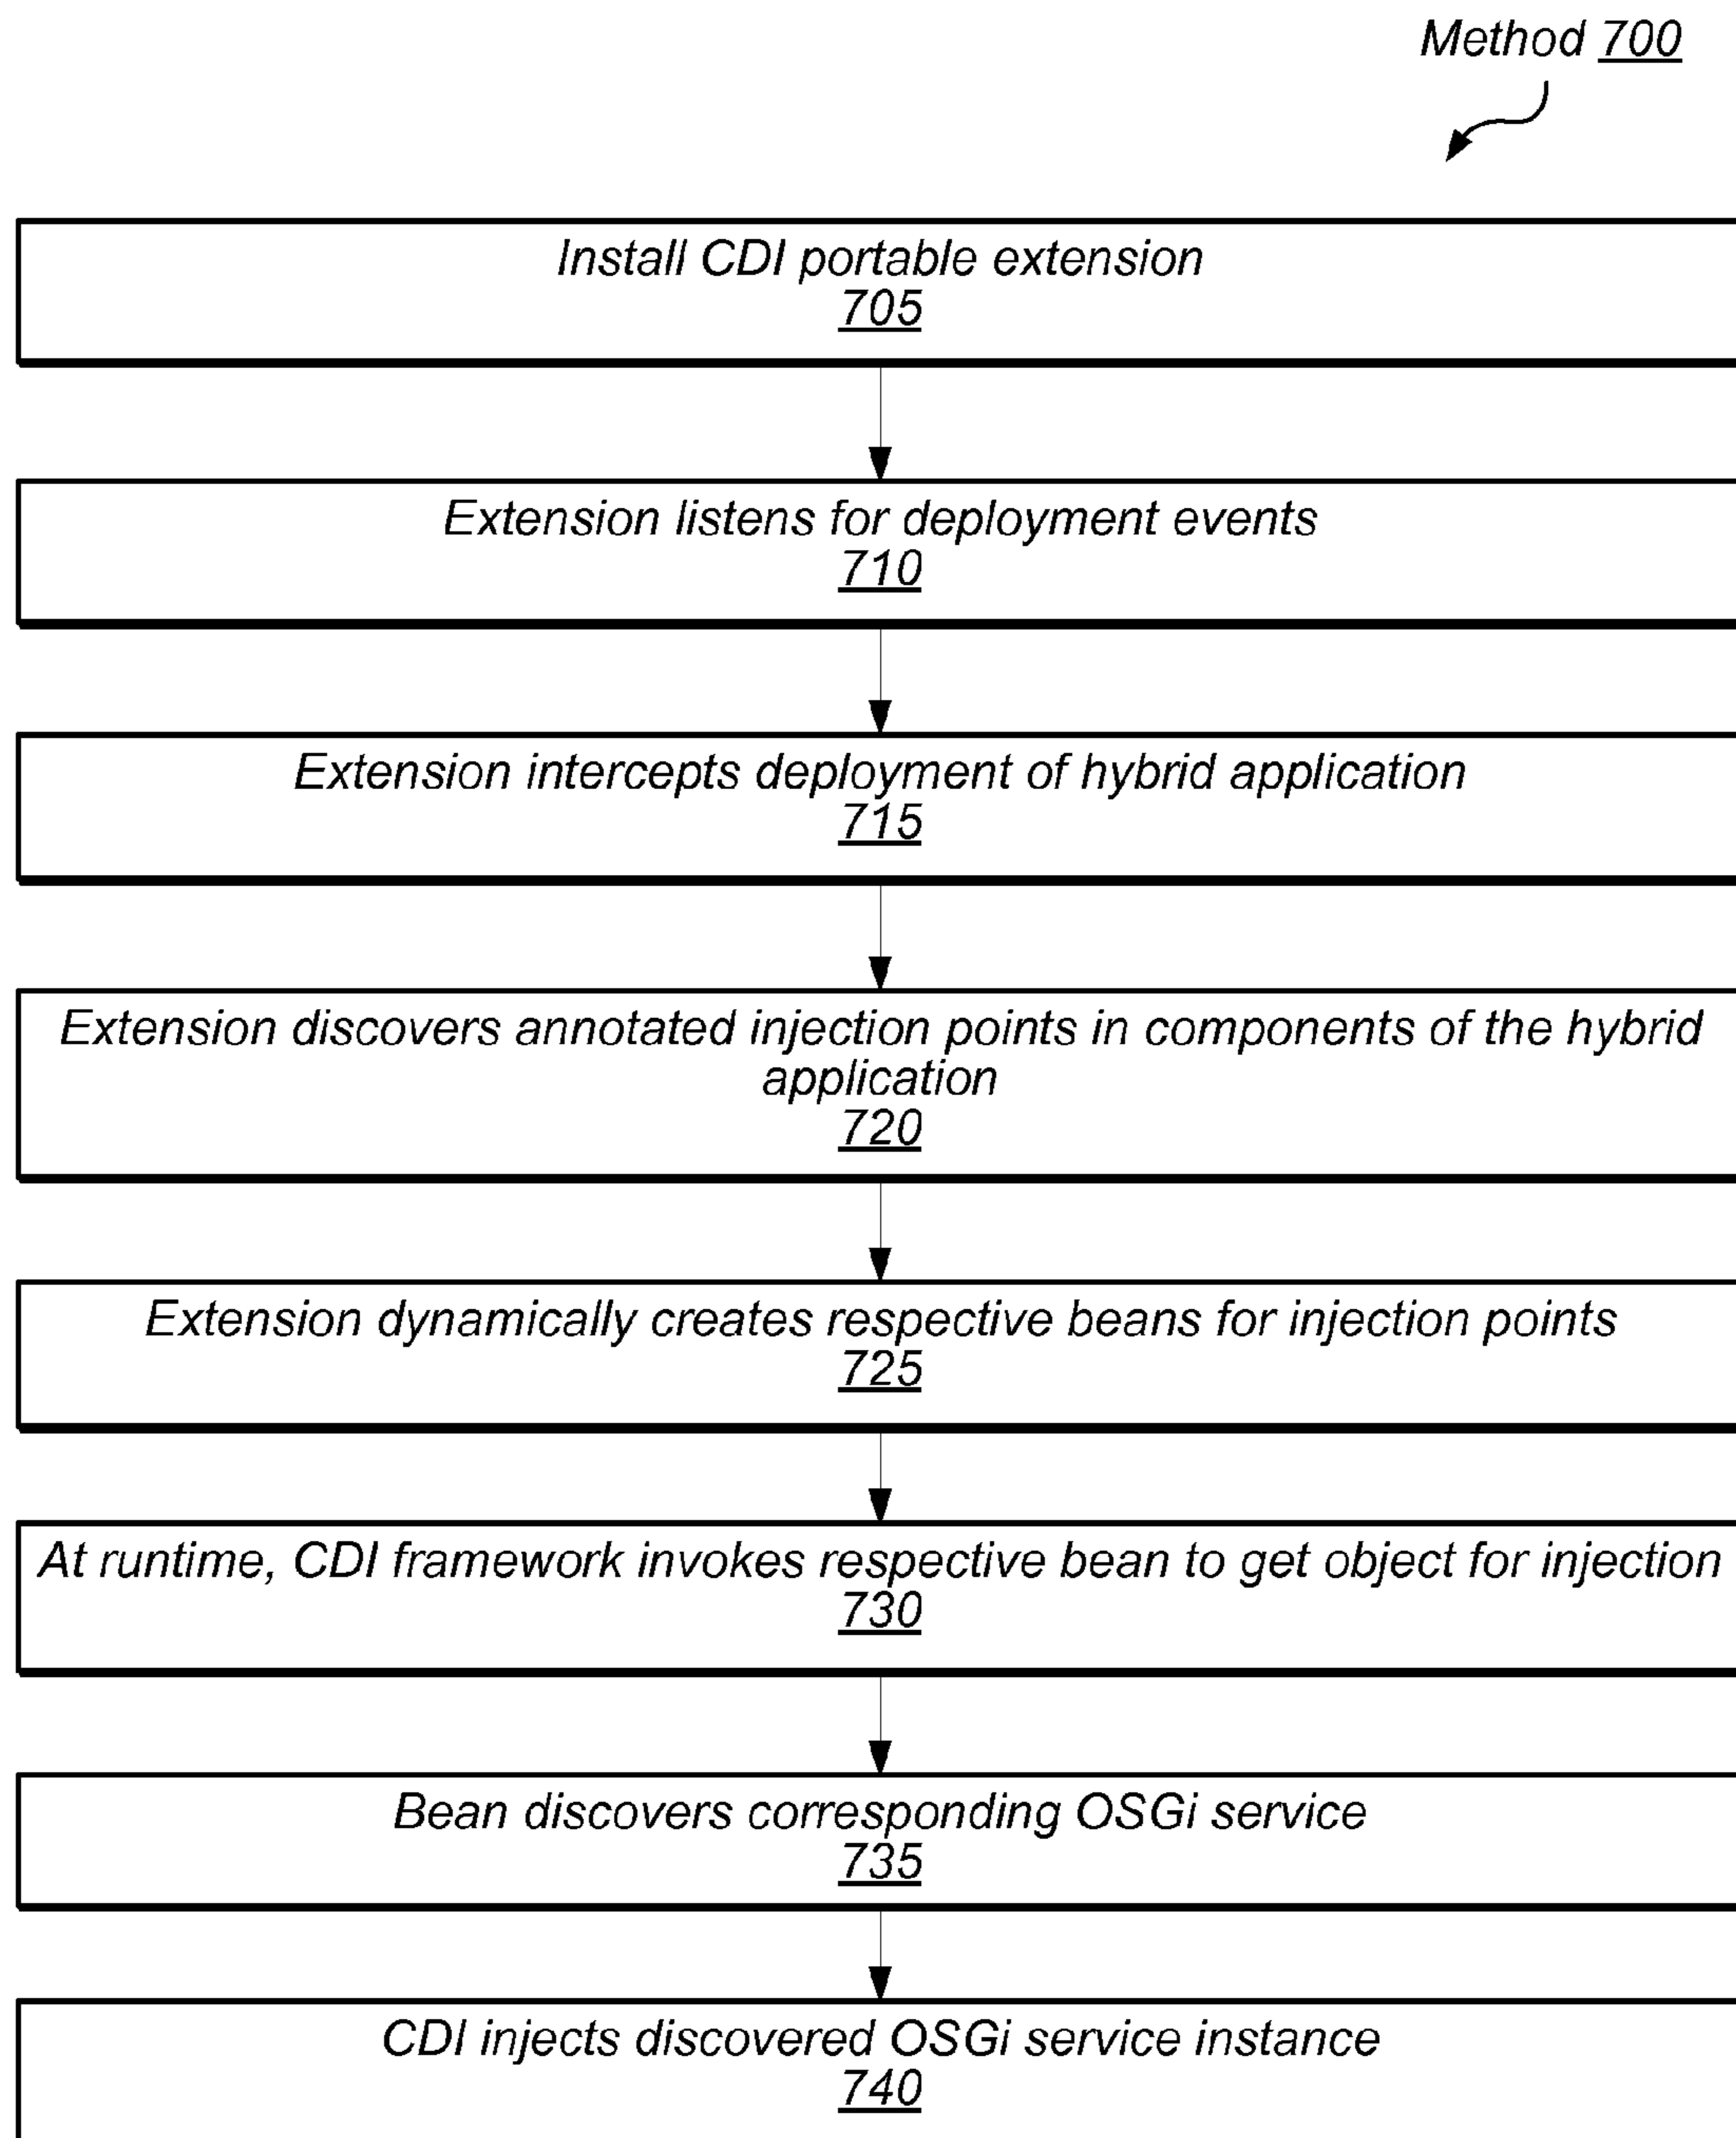 Method 700
Install CDI portable extension
705
Extension listens for deployment events
710
Extension intercepts deployment of hybrid application
715
Extension discovers annotated injection points in components of the hybrid
application
720
Extension dynamically creates respective beans for injection points
725
At runtime, CDI framework invokes respective bean to get object for injection
730
Bean discovers corresponding OSGi service
735
CDI injects discovered OSGi service instance
740